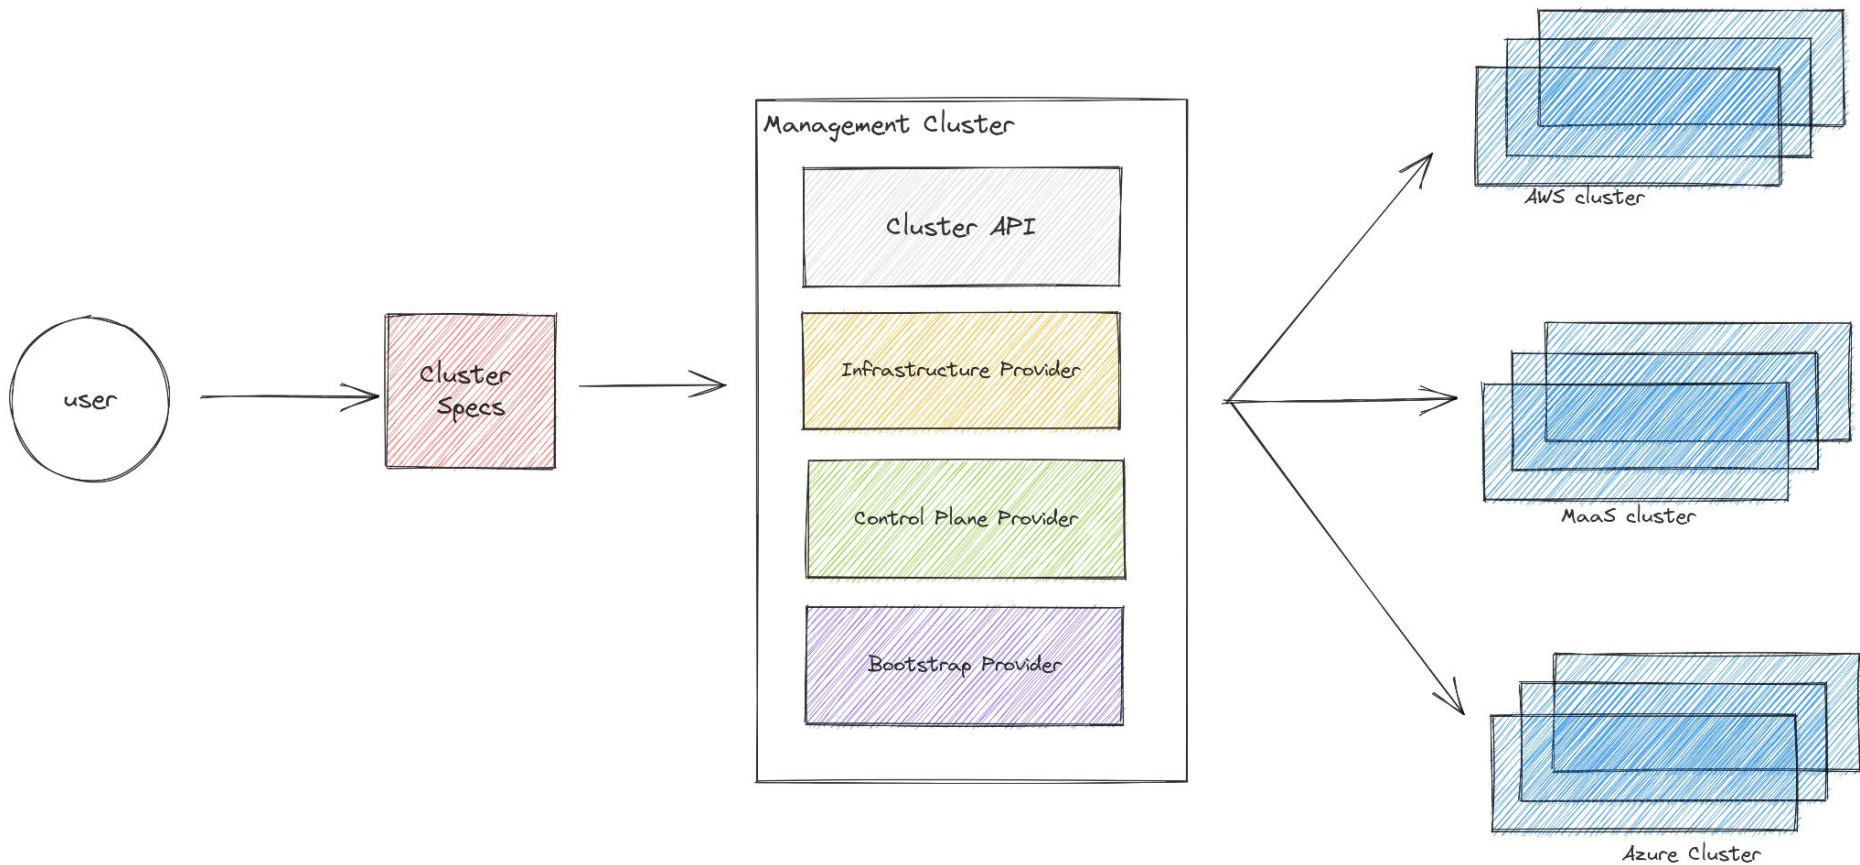 user
Cluster
Specs
Management Cluster
Cluster API
Infrastructure Provider
Control Plane Provider
Bootstrap Provider
AWS cluster
MaaS cluster
Azure Cluster